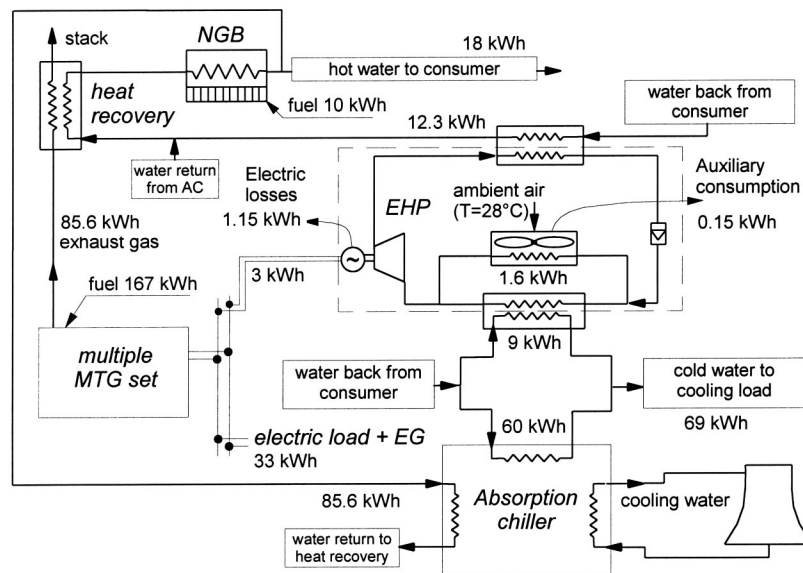 stack
NGB
18 kWh
hot water to consumer
heat
recovery
fuel 10 kWh
water back from
consumer
12.3 kWh
water return
from AC
Electric
losses
1.15 kWh
EHP
ambient air
(T=28°C)
Auxiliary
consumption
0.15 kWh
85.6 kWh
exhaust gas
~
3 kWh
1.6 kWh
fuel 167 kWh
multiple
MTG set
9 kWh
water back from
consumer
cold water to
cooling load
69 kWh
60 kWh
electric load + EG
33 kWh
85.6 kWh
Absorption
chiller
cooling water
water return to
heat recovery